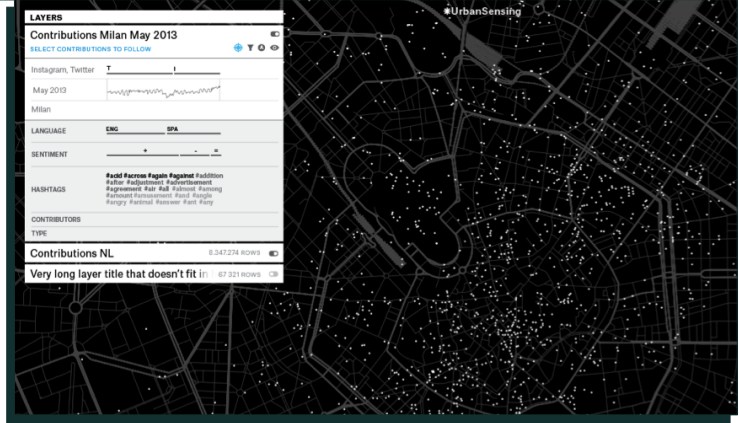 ✷UrbanSensing
LAYERS
Contributions Milan May 2013
SELECT CONTRIBUTIONS TO FOLLOW
Instagram, Twitter T I
May 2013
Milan
LANGUAGE ENG SPA
SENTIMENT + - =
#acid #across #again #against #addition
#after #adjustment #advertisement
HASHTAGS #agreement #air #all #almost #among
#amount #amusement #and #angle
#angry #animal #answer #ant #any
CONTRIBUTORS
TYPE
Contributions NL 8.347.274 ROWS
Very long layer title that doesn't fit in 67 321 ROWS